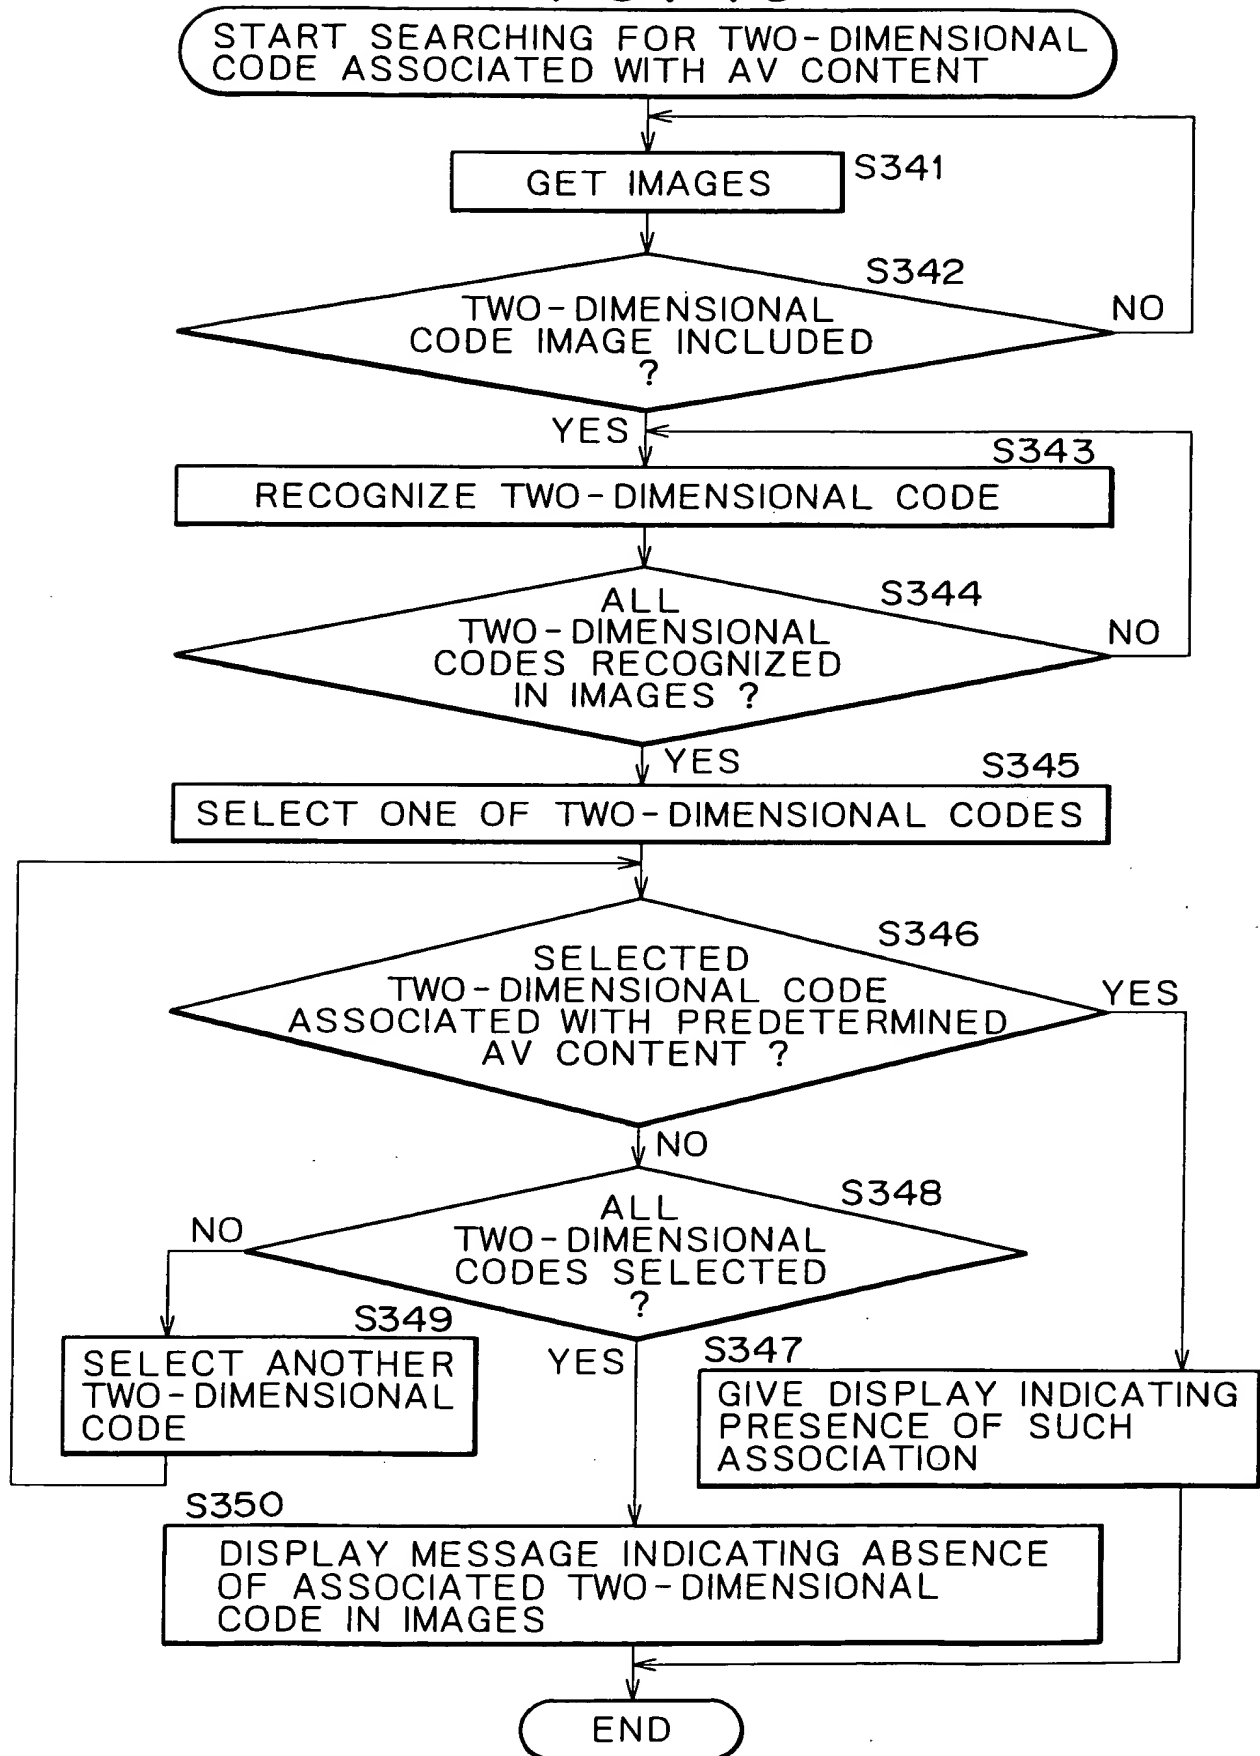 START SEARCHING FOR TWO-DIMENSIONAL
CODE ASSOCIATED WITH AV CONTENT
GET IMAGES
S341
S342
TWO-DIMENSIONAL
CODE IMAGE INCLUDED
?
NO
YES
S343
RECOGNIZE TWO-DIMENSIONAL CODE
S344
ALL
TWO-DIMENSIONAL
CODES RECOGNIZED
IN IMAGES ?
NO
YES
S345
SELECT ONE OF TWO-DIMENSIONAL CODES
S346
SELECTED
TWO-DIMENSIONAL CODE
ASSOCIATED WITH PREDETERMINED
AV CONTENT ?
YES
NO
S348
ALL
TWO-DIMENSIONAL
CODES SELECTED
?
NO
YES
S349
SELECT ANOTHER
TWO-DIMENSIONAL
CODE
S347
GIVE DISPLAY INDICATING
PRESENCE OF SUCH
ASSOCIATION
S350
DISPLAY MESSAGE INDICATING ABSENCE
OF ASSOCIATED TWO-DIMENSIONAL
CODE IN IMAGES
END